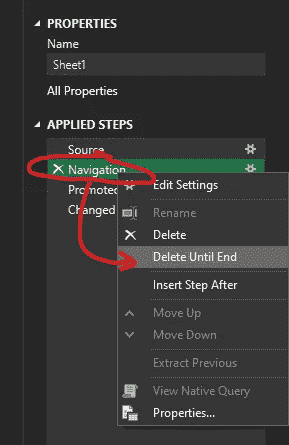 PROPERTIES
Name
Sheet1
All Properties
APPLIED STEPS
Source
Navigation
Promoted
Changed
Edit Settings
Rename
Delete
Delete Until End
Insert Step After
Move Up
Move Down
Extract Previous
View Native Query
Properties...